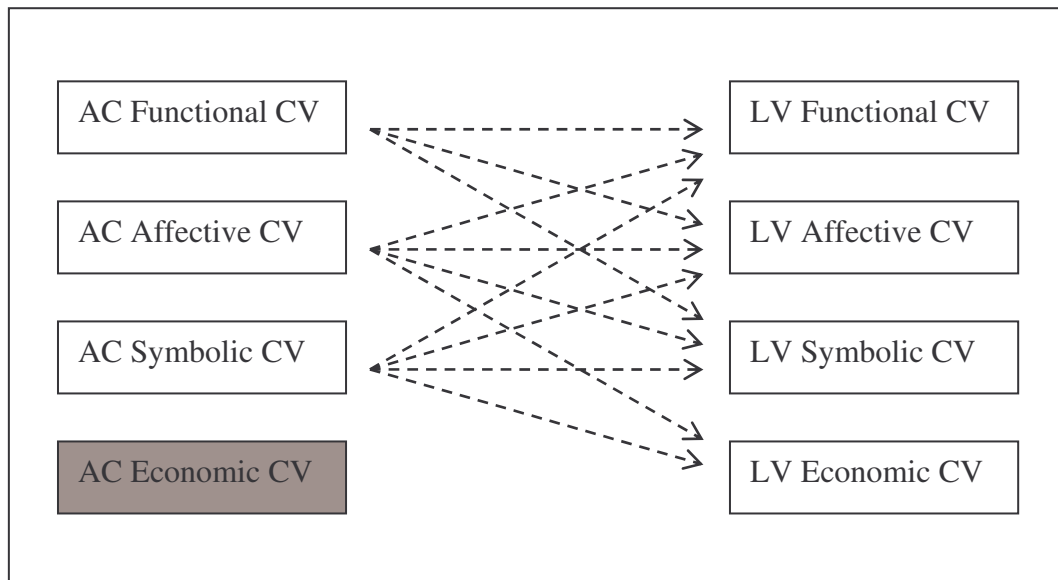 AC Functional CV
LV Functional CV
AC Affective CV
LV Affective CV
AC Symbolic CV
LV Symbolic CV
AC Economic CV
LV Economic CV